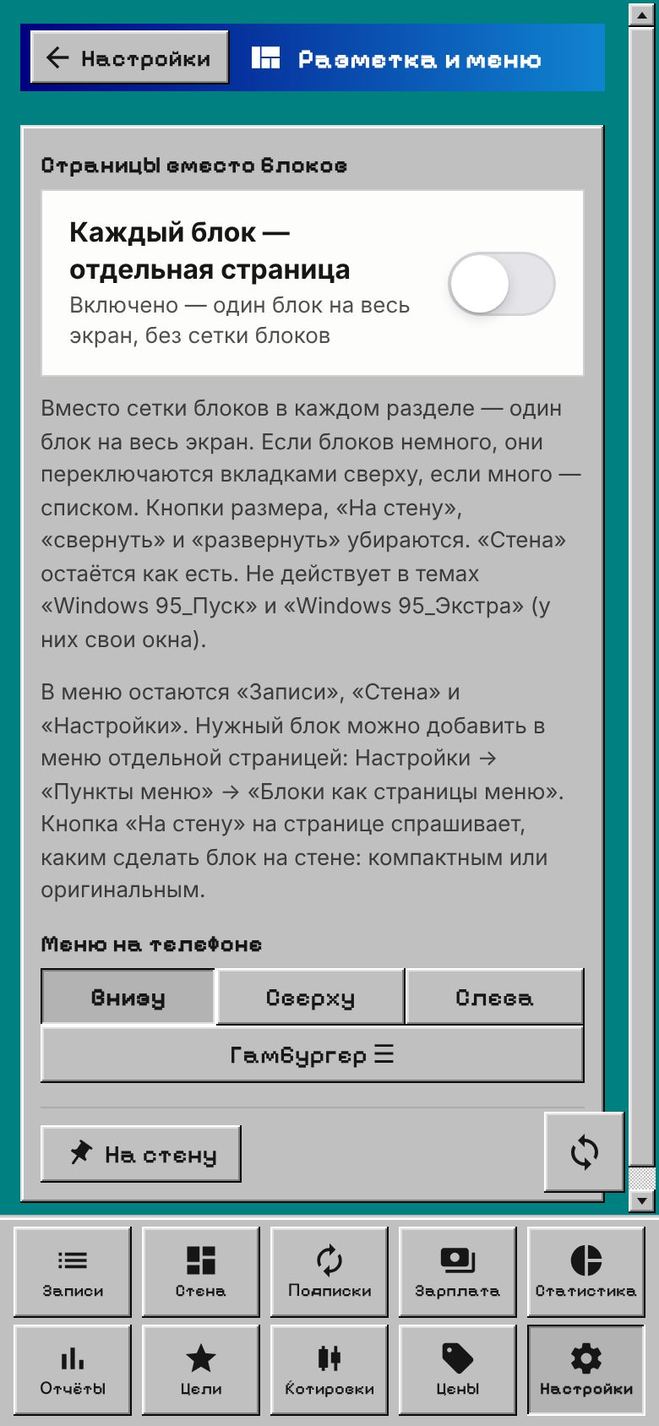 Настройки
Разметка и меню
Страницы вместо блоков
Каждый блок —
отдельная страница
Включено — один блок на весь
экран, без сетки блоков
Вместо сетки блоков в каждом разделе — один
блок на весь экран. Если блоков немного, они
переключаются вкладками сверху, если много —
списком. Кнопки размера, «На стену»,
«свернуть» и «развернуть» убираются. «Стена»
остаётся как есть. Не действует в темах
«Windows 95_Пуск» и «Windows 95_Экстра» (у
них свои окна).
В меню остаются «Записи», «Стена» и
«Настройки». Нужный блок можно добавить в
меню отдельной страницей: Настройки →
«Пункты меню» → «Блоки как страницы меню».
Кнопка «На стену» на странице спрашивает,
каким сделать блок на стене: компактным или
оригинальным.
Меню на телефоне
Внизу
Сверху
Слева
Гамбургер ☰
На стену
Записи
Стена
Подписки
Зарплата
Статистика
Отчёты
Цели
Котировки
Цены
Настройки